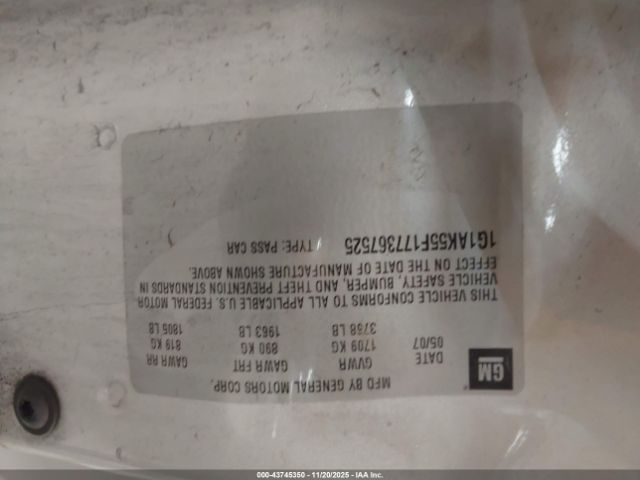 GM
MFD BY GENERAL MOTORS CORP.
DATE GVWR GAWR FRT GAWR RR
05/07 1709 KG 890 KG 819 KG
3768 LB 1963 LB 1805 LB
THIS VEHICLE CONFORMS TO ALL APPLICABLE U.S. FEDERAL MOTOR
VEHICLE SAFETY, BUMPER, AND THEFT PREVENTION STANDARDS IN
EFFECT ON THE DATE OF MANUFACTURE SHOWN ABOVE.
1G1AK55F177367525 TYPE: PASS CAR
000-43745350 - 11/20/2025 - IAA Inc.